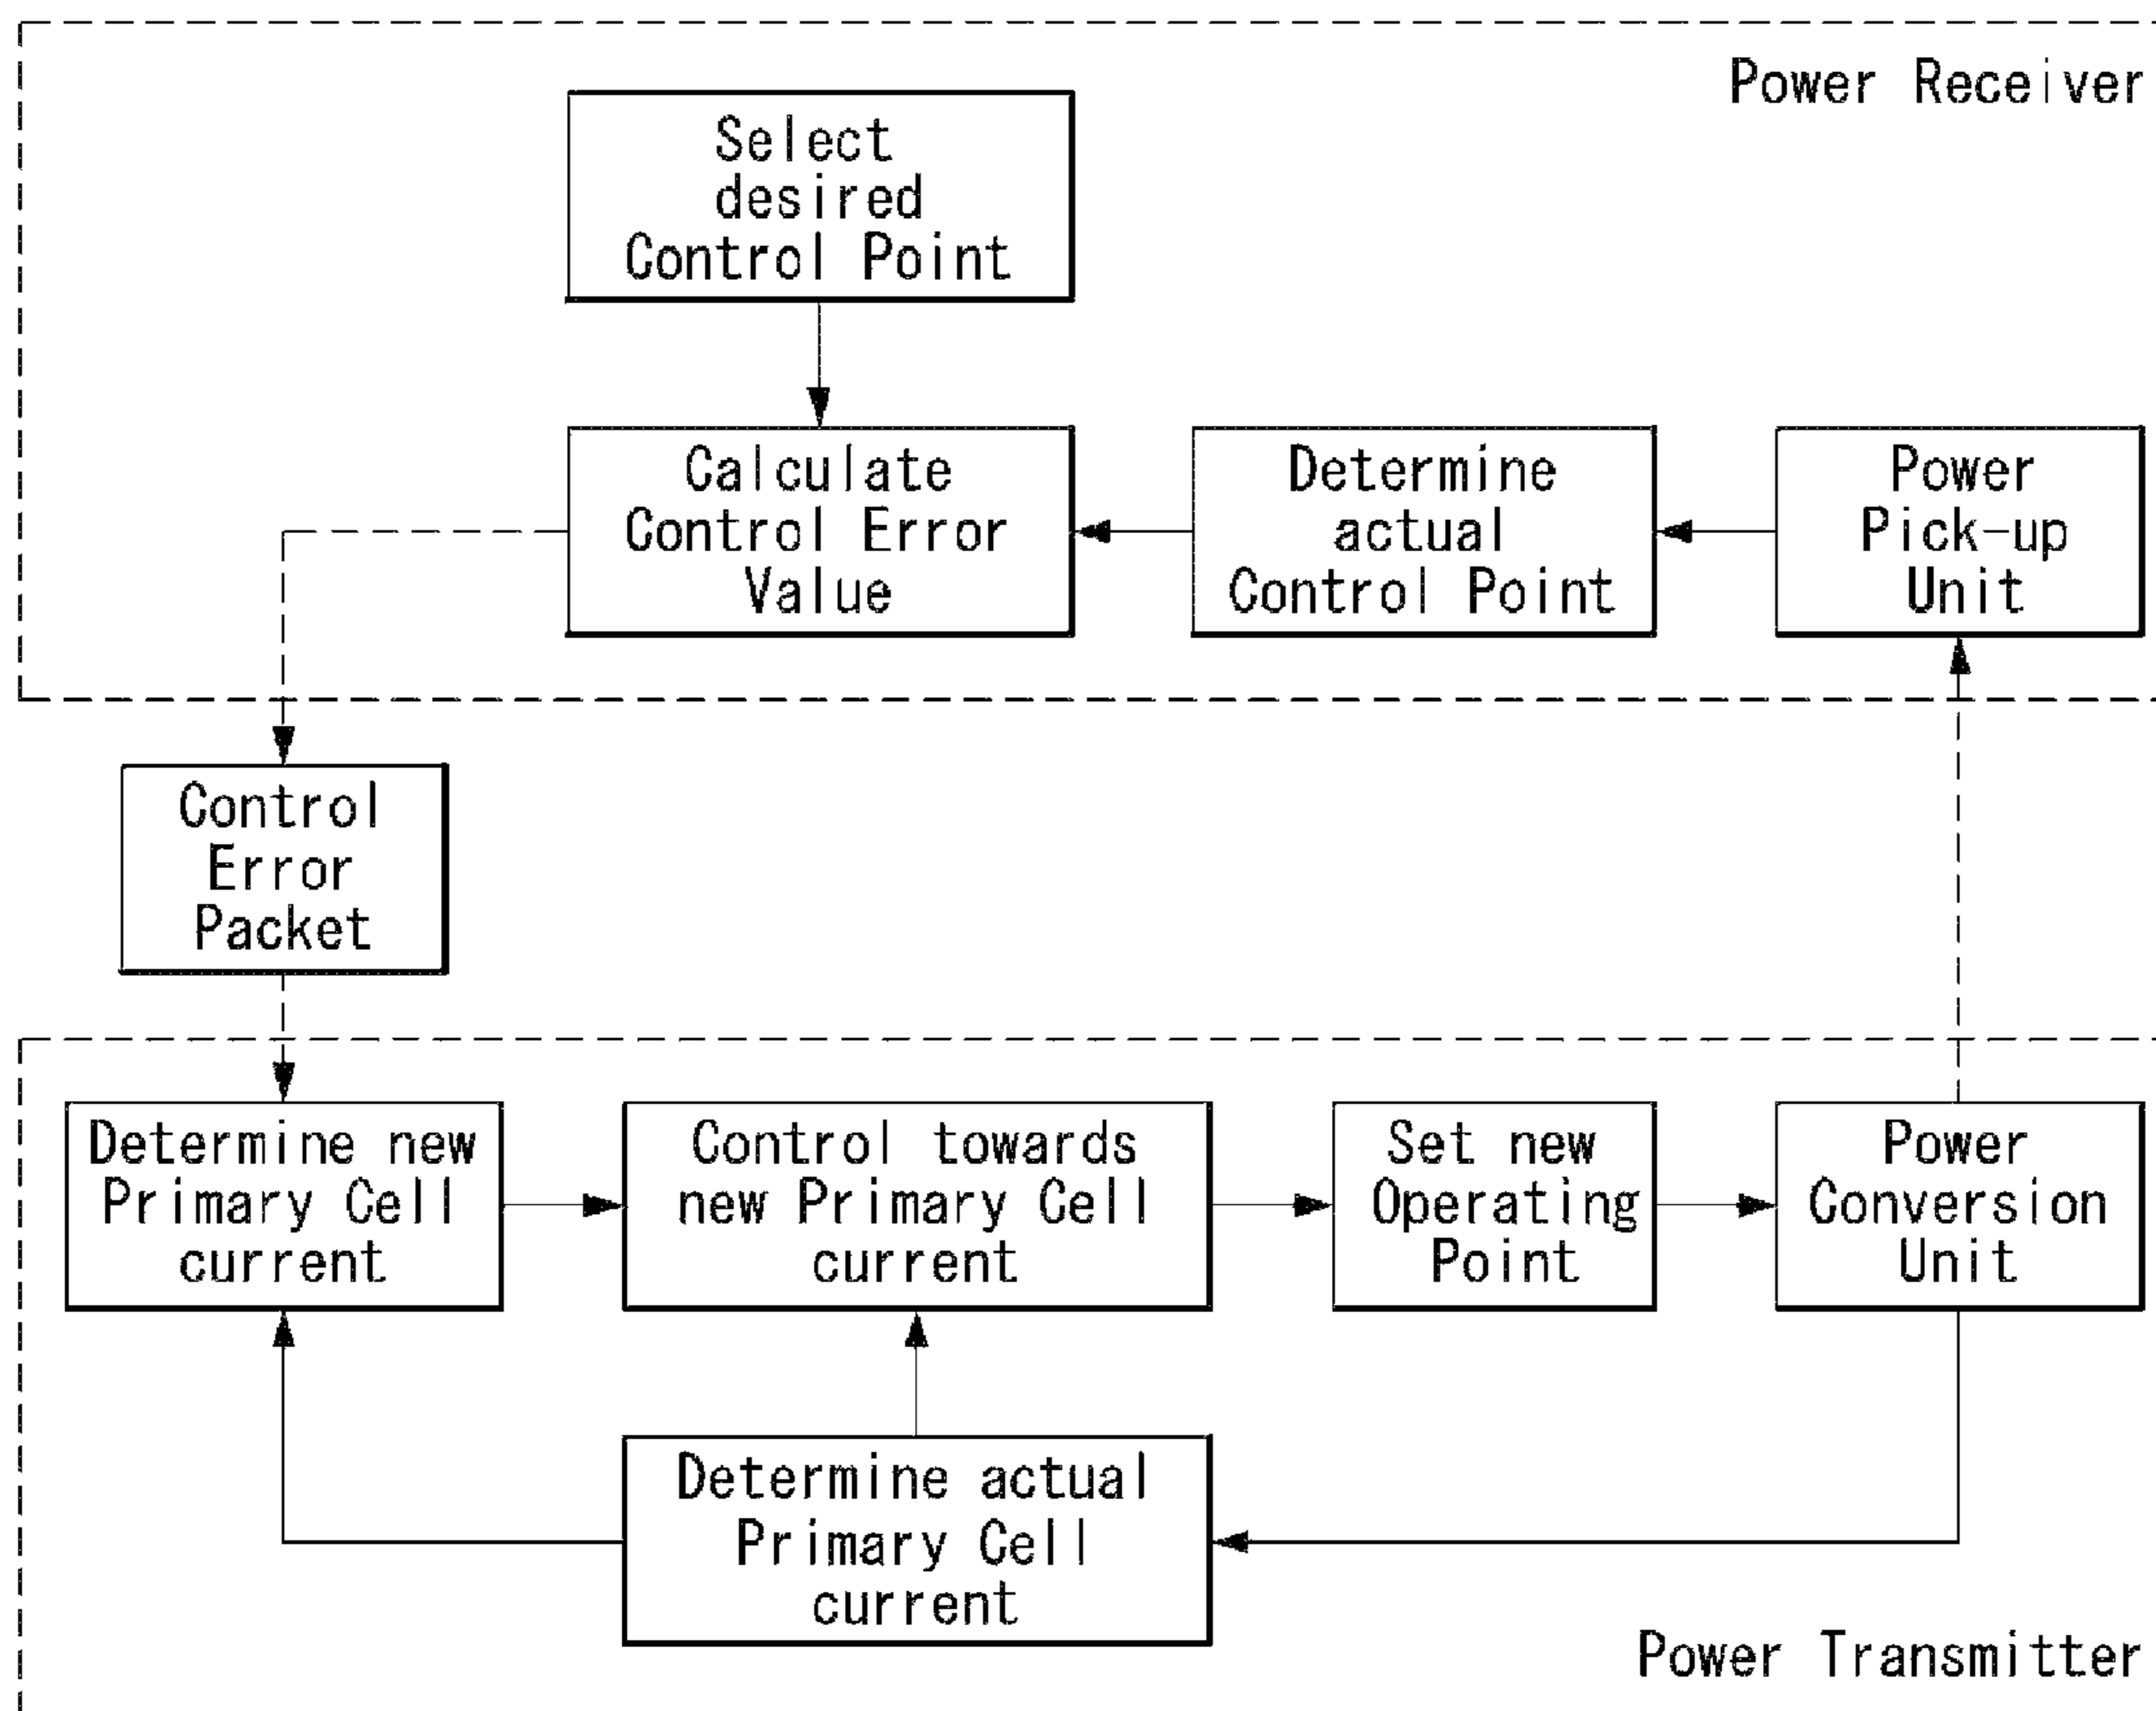 Power Receiver
Select
desired
Control Point
Calculate
Control Error
Value
Determine
actual
Control Point
Power
Pick-up
Unit
Control
Error
Packet
Determine new
Primary Cell
current
Control towards
new Primary Cell
current
Set new
Operating
Point
Power
Conversion
Unit
Determine actual
Primary Cell
current
Power Transmitter